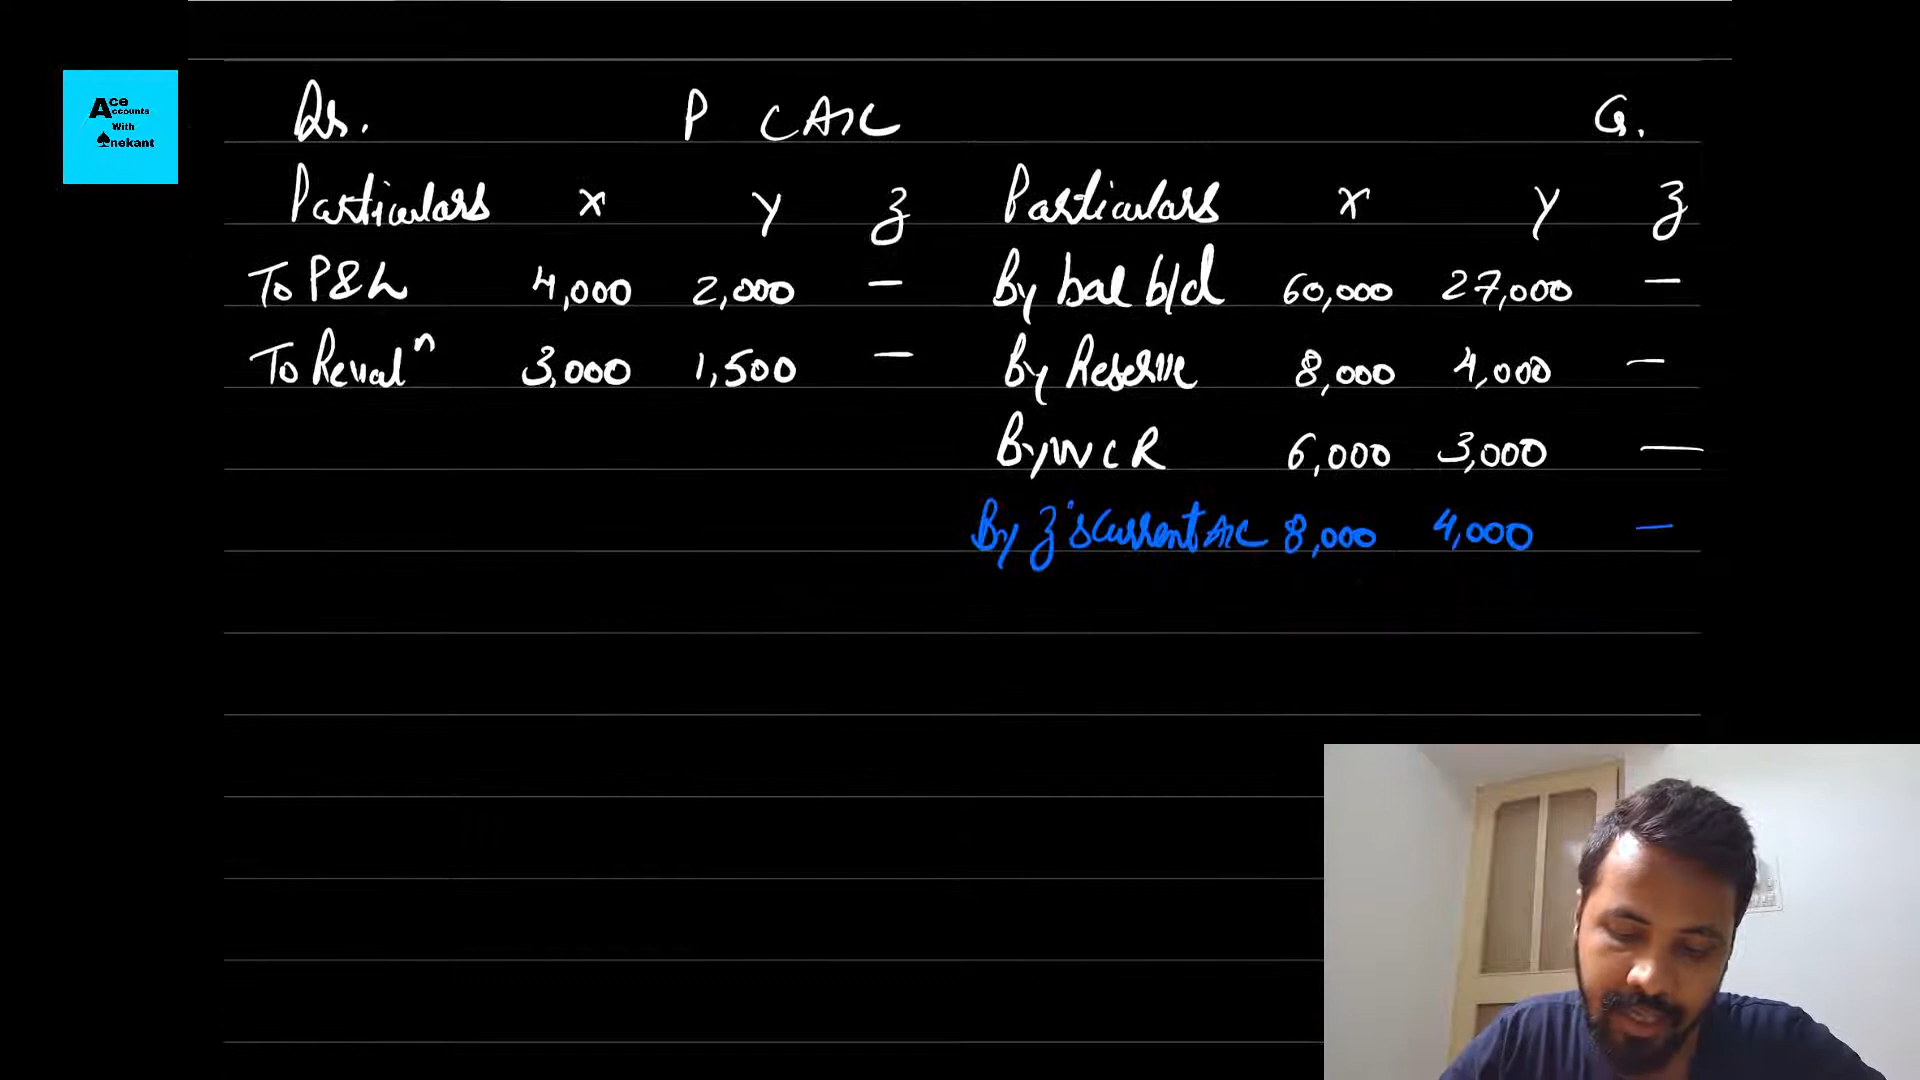 Ace
Accounts
With
Anekant
Dr. P CA/C Cr.
Particulars X Y Z Particulars X Y Z
To P&L 4,000 2,000 — By bal b/d 60,000 27,000 —
To Revalⁿ 3,000 1,500 — By Reserve 8,000 4,000 —
By WCR 6,000 3,000 —
By Z's Current A/C 8,000 4,000 —